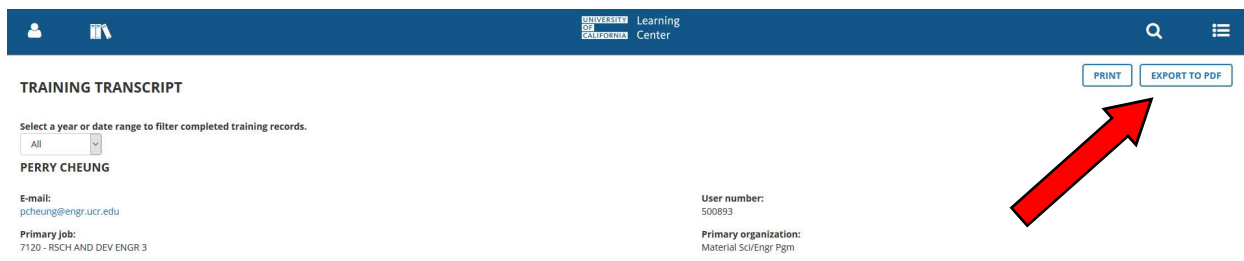 UNIVERSITY
OF
CALIFORNIA
Learning
Center
PRINT
EXPORT TO PDF
TRAINING TRANSCRIPT
Select a year or date range to filter completed training records.
All
PERRY CHEUNG
E-mail:
pcheung@engr.ucr.edu
User number:
500893
Primary job:
7120 - RSCH AND DEV ENGR 3
Primary organization:
Material Sci/Engr Pgm